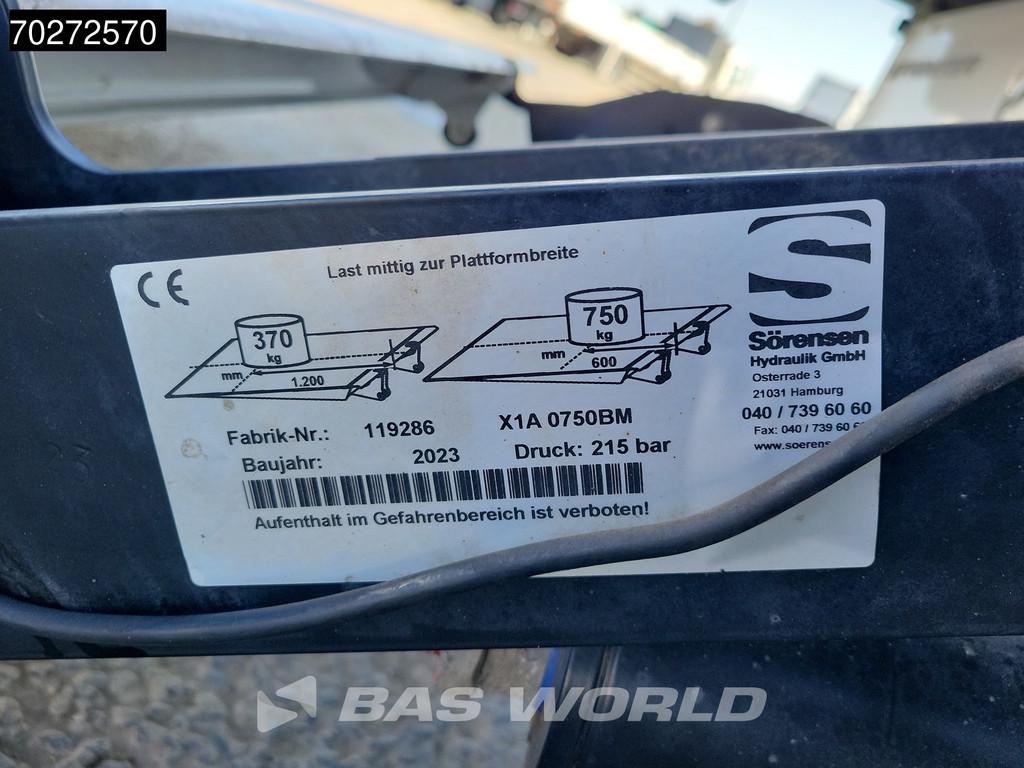 70272570
CE
Last mittig zur Plattformbreite
S
Sörensen
Hydraulik GmbH
Osterrade 3
21031 Hamburg
040 / 739 60 60
Fax: 040 / 739 60
www.soerensen
370
kg
mm
1.200
750
kg
mm
600
Fabrik-Nr.: 119286 X1A 0750BM
Baujahr: 2023 Druck: 215 bar
Aufenthalt im Gefahrenbereich ist verboten!
BAS WORLD